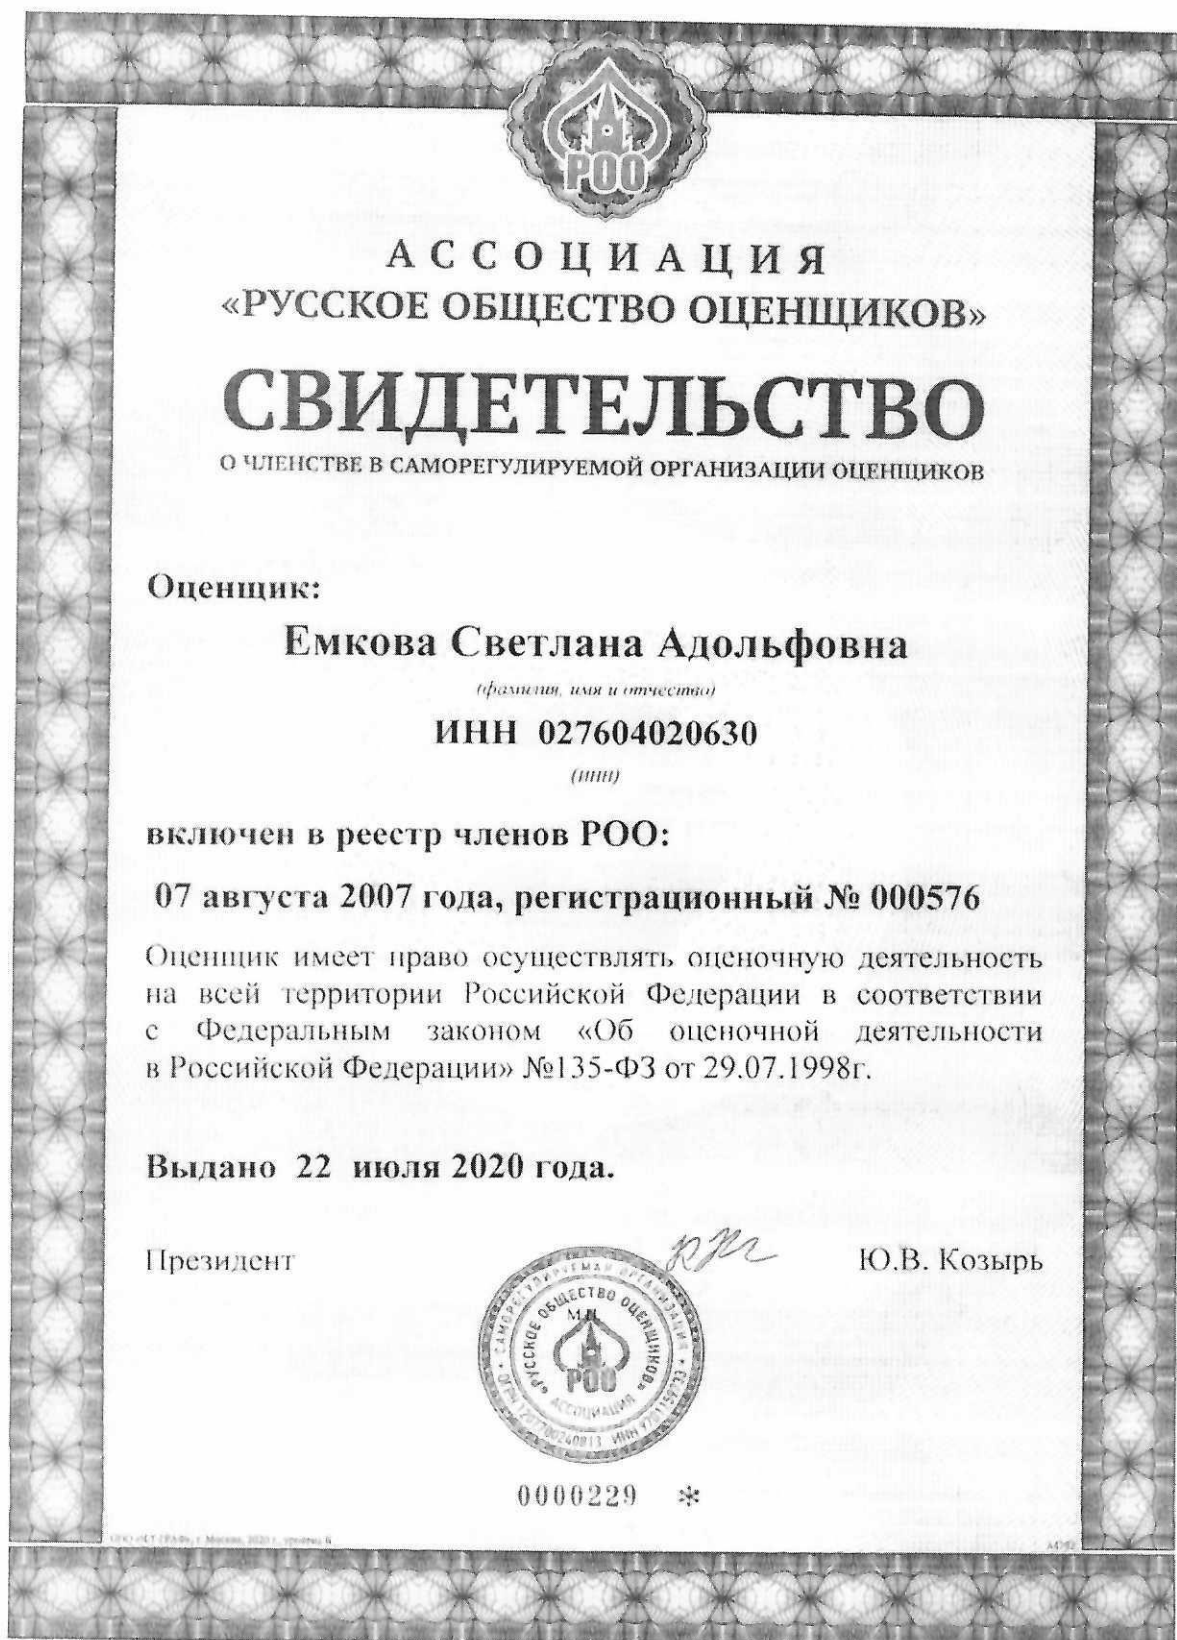 РОО
АССОЦИАЦИЯ
«РУССКОЕ ОБЩЕСТВО ОЦЕНЩИКОВ»
СВИДЕТЕЛЬСТВО
О ЧЛЕНСТВЕ В САМОРЕГУЛИРУЕМОЙ ОРГАНИЗАЦИИ ОЦЕНЩИКОВ
Оценщик:
Емкова Светлана Адольфовна
(фамилия, имя и отчество)
ИНН 027604020630
(инн)
включен в реестр членов РОО:
07 августа 2007 года, регистрационный № 000576
Оценщик имеет право осуществлять оценочную деятельность
на всей территории Российской Федерации в соответствии
с Федеральным законом «Об оценочной деятельности
в Российской Федерации» №135-ФЗ от 29.07.1998г.
Выдано 22 июля 2020 года.
Президент
Ю.В. Козырь
САМОРЕГУЛИРУЕМАЯ ОРГАНИЗАЦИЯ
«РУССКОЕ ОБЩЕСТВО ОЦЕНЩИКОВ»
АССОЦИАЦИЯ
М.П.
РОО
0000229 *